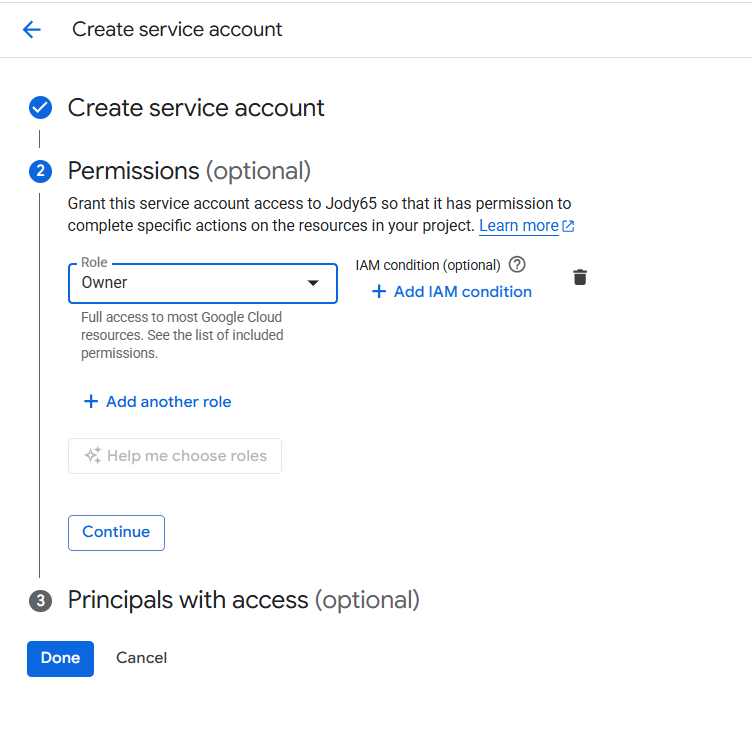 Create service account
Create service account
2
Permissions (optional)
Grant this service account access to Jody65 so that it has permission to
complete specific actions on the resources in your project. Learn more
Role
Owner
IAM condition (optional)
+ Add IAM condition
Full access to most Google Cloud
resources. See the list of included
permissions.
+ Add another role
Help me choose roles
Continue
3
Principals with access (optional)
Done
Cancel